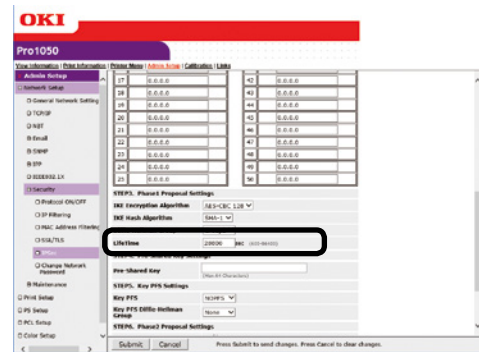 OKI
Pro1050
View Information | Print Information | Printer Menu | Admin Setup | Calibration | Links
Admin Setup
Network Setup
General Network Setting
TCP/IP
NBT
Email
SNMP
IPP
IEEE802.1X
Security
Protocol ON/OFF
IP Filtering
MAC Address Filtering
SSL/TLS
IPSec
Change Network
Password
Maintenance
Print Setup
PS Setup
PCL Setup
Color Setup
17 0.0.0.0 42 0.0.0.0
18 0.0.0.0 43 0.0.0.0
19 0.0.0.0 44 0.0.0.0
20 0.0.0.0 45 0.0.0.0
21 0.0.0.0 46 0.0.0.0
22 0.0.0.0 47 0.0.0.0
23 0.0.0.0 48 0.0.0.0
24 0.0.0.0 49 0.0.0.0
25 0.0.0.0 50 0.0.0.0
STEP3. Phase1 Proposal Settings
IKE Encryption Algorithm AES-CBC 128
IKE Hash Algorithm SHA-1
LifeTime 28800 sec
STEP4. Pre-Shared Key Settings
Pre-Shared Key
STEP5. Key PFS Settings
Key PFS NOPFS
Key PFS Diffie-Hellman None
Group
STEP6. Phase2 Proposal Settings
Submit Cancel Press Submit to send changes. Press Cancel to clear changes.